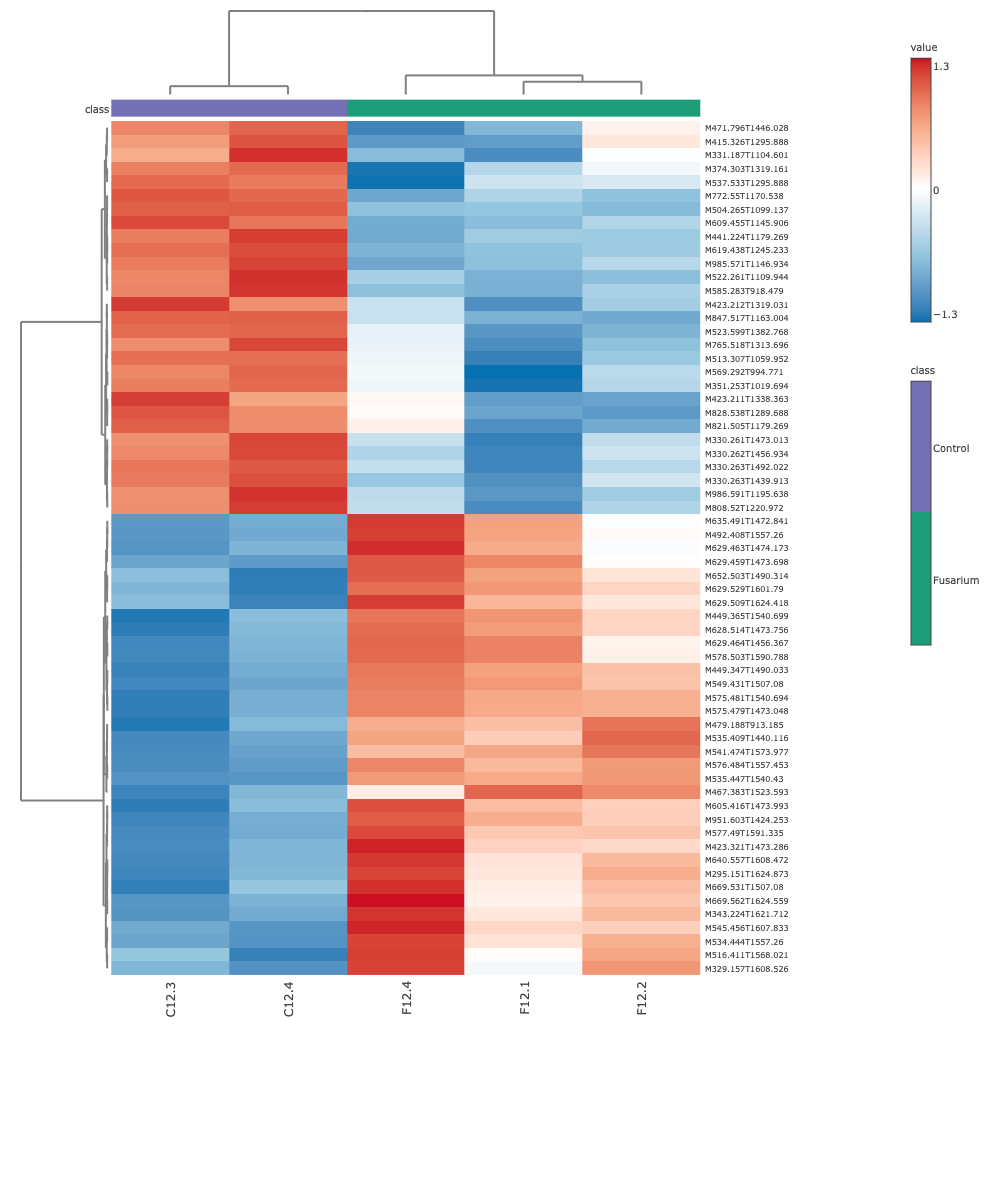 value
1.3
0
−1.3
class
Control
Fusarium
class
M471.796T1446.028
M415.326T1295.888
M331.187T1104.601
M374.303T1319.161
M537.533T1295.888
M772.55T1170.538
M504.265T1099.137
M609.455T1145.906
M441.224T1179.269
M619.438T1245.233
M985.571T1146.934
M522.261T1109.944
M585.283T918.479
M423.212T1319.031
M847.517T1163.004
M523.599T1382.768
M765.518T1313.696
M513.307T1059.952
M569.292T994.771
M351.253T1019.694
M423.211T1338.363
M828.538T1289.688
M821.505T1179.269
M330.261T1473.013
M330.262T1456.934
M330.263T1492.022
M330.263T1439.913
M986.591T1195.638
M808.52T1220.972
M635.491T1472.841
M492.408T1557.26
M629.463T1474.173
M629.459T1473.698
M652.503T1490.314
M629.529T1601.79
M629.509T1624.418
M449.365T1540.699
M628.514T1473.756
M629.464T1456.367
M578.503T1590.788
M449.347T1490.033
M549.431T1507.08
M575.481T1540.694
M575.479T1473.048
M479.188T913.185
M535.409T1440.116
M541.474T1573.977
M576.484T1557.453
M535.447T1540.43
M467.383T1523.593
M605.416T1473.993
M951.603T1424.253
M577.49T1591.335
M423.321T1473.286
M640.557T1608.472
M295.151T1624.873
M669.531T1507.08
M669.562T1624.559
M343.224T1621.712
M545.456T1607.833
M534.444T1557.26
M516.411T1568.021
M329.157T1608.526
C12.3
C12.4
F12.4
F12.1
F12.2